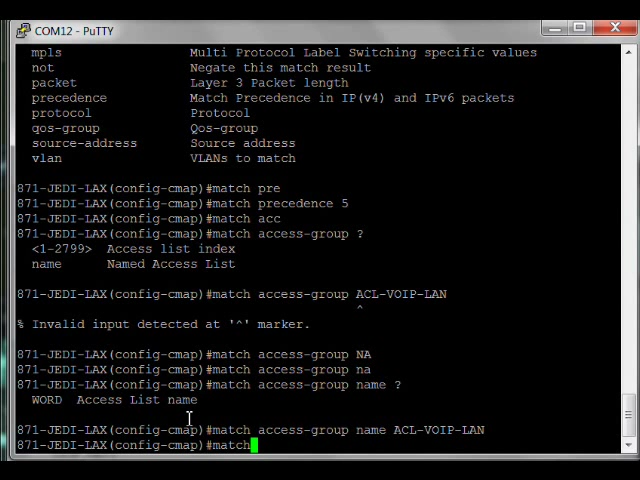 COM12 - PuTTY
mpls Multi Protocol Label Switching specific values
not Negate this match result
packet Layer 3 Packet length
precedence Match Precedence in IP(v4) and IPv6 packets
protocol Protocol
qos-group Qos-group
source-address Source address
vlan VLANs to match
871-JEDI-LAX(config-cmap)#match pre
871-JEDI-LAX(config-cmap)#match precedence 5
871-JEDI-LAX(config-cmap)#match acc
871-JEDI-LAX(config-cmap)#match access-group ?
<1-2799> Access list index
name Named Access List
871-JEDI-LAX(config-cmap)#match access-group ACL-VOIP-LAN
^
% Invalid input detected at '^' marker.
871-JEDI-LAX(config-cmap)#match access-group NA
871-JEDI-LAX(config-cmap)#match access-group na
871-JEDI-LAX(config-cmap)#match access-group name ?
WORD Access List name
871-JEDI-LAX(config-cmap)#match access-group name ACL-VOIP-LAN
871-JEDI-LAX(config-cmap)#match